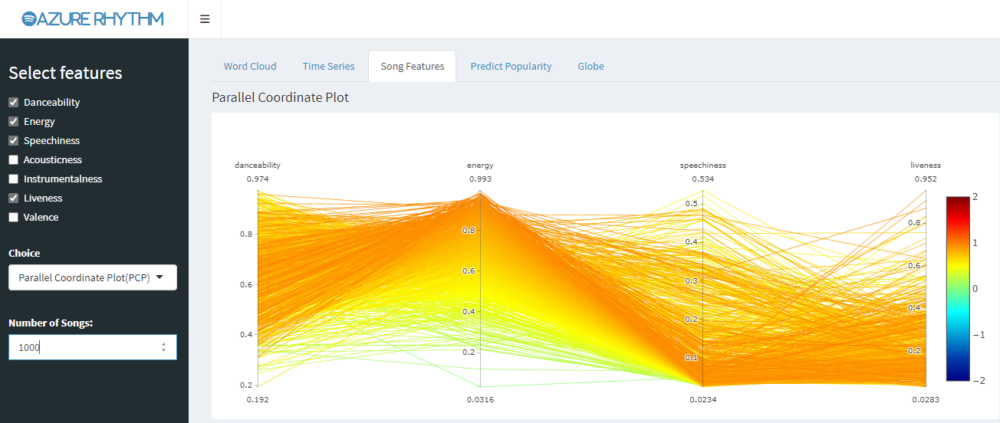 AZURE RHYTHM
Select features
Danceability
Energy
Speechiness
Acousticness
Instrumentalness
Liveness
Valence
Choice
Parallel Coordinate Plot(PCP)
Number of Songs:
1000
Word Cloud Time Series Song Features Predict Popularity Globe
Parallel Coordinate Plot
danceability energy speechiness liveness
0.974 0.993 0.534 0.952
0.8
0.6
0.4
0.2
0.192
0.8
0.6
0.4
0.2
0.0316
0.5
0.4
0.3
0.2
0.1
0.0234
0.8
0.6
0.4
0.2
0.0283
2
1
0
−1
−2